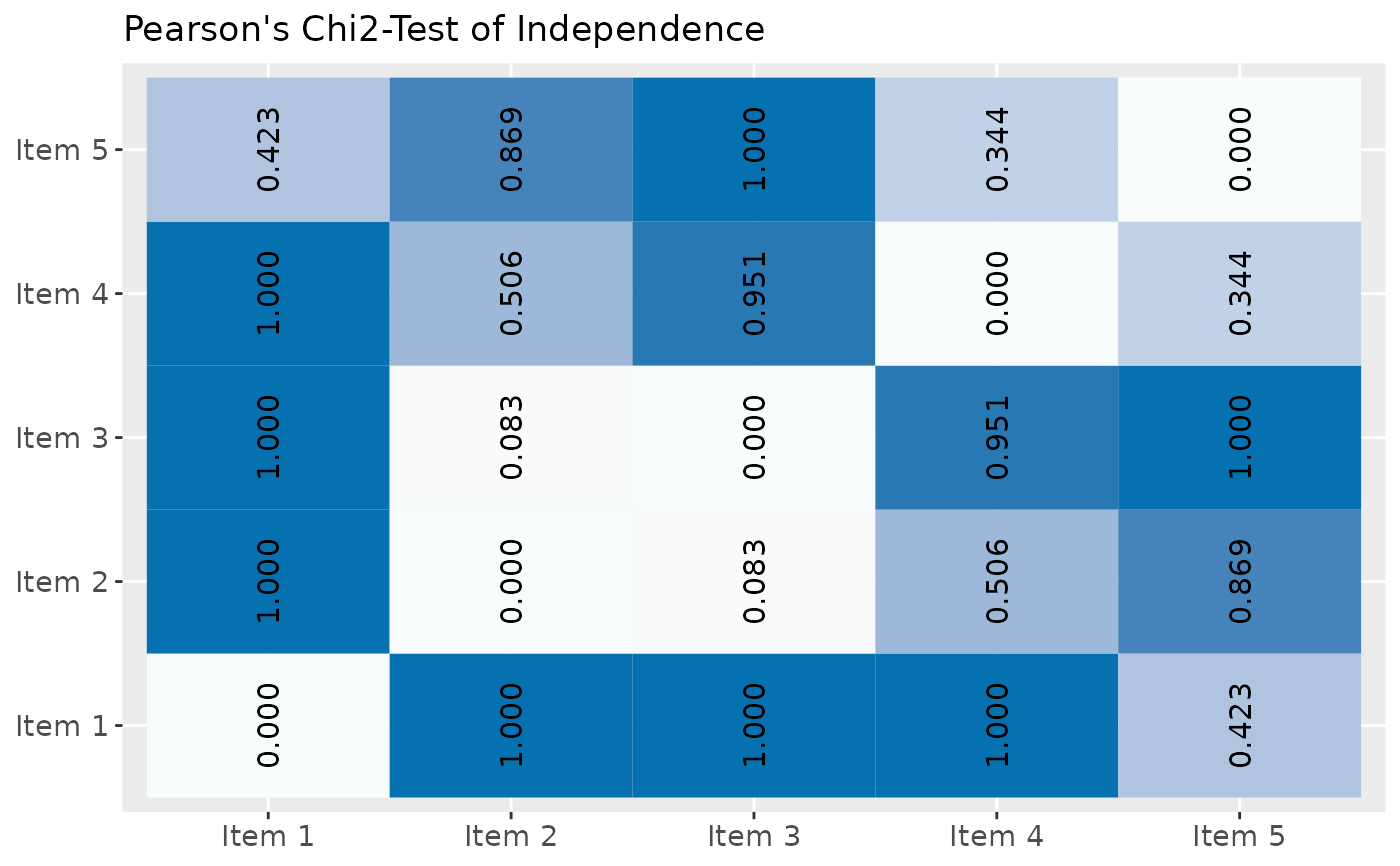 Pearson's Chi2-Test of Independence
Item 5 0.423 0.869 1.000 0.344 0.000
Item 4 1.000 0.506 0.951 0.000 0.344
Item 3 1.000 0.083 0.000 0.951 1.000
Item 2 1.000 0.000 0.083 0.506 0.869
Item 1 0.000 1.000 1.000 1.000 0.423
Item 1 Item 2 Item 3 Item 4 Item 5